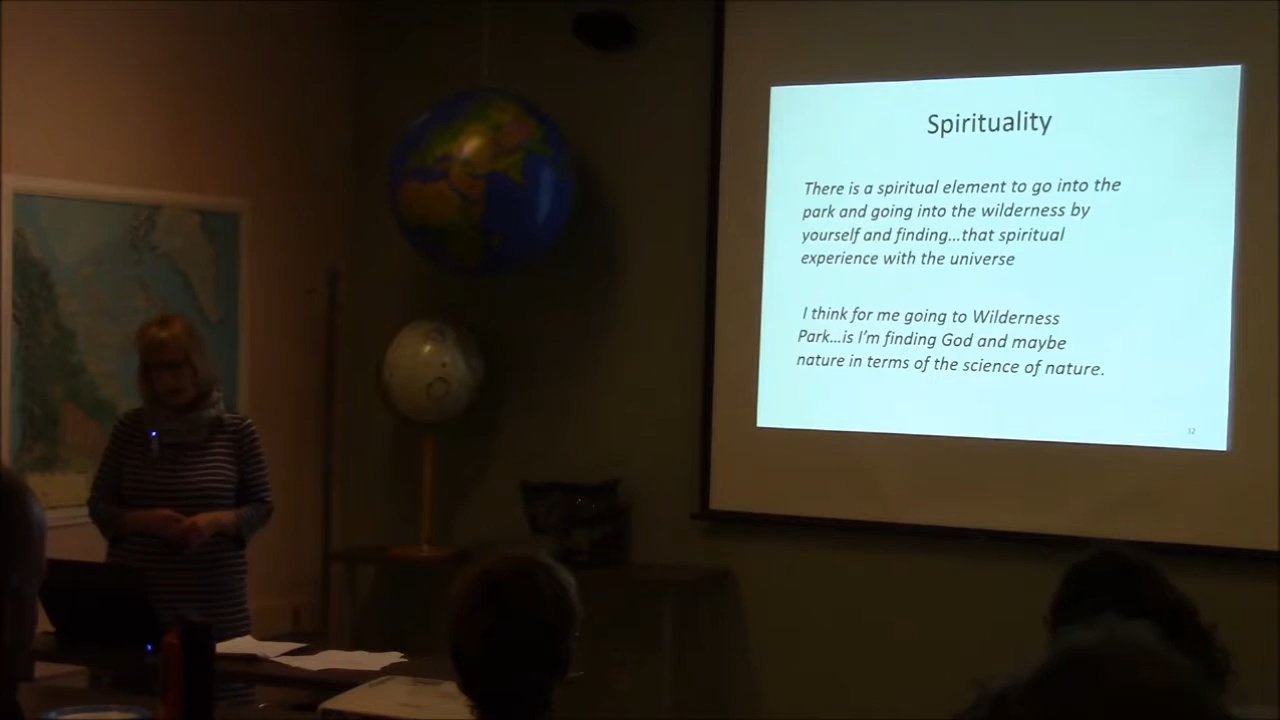 Spirituality
There is a spiritual element to go into the
park and going into the wilderness by
yourself and finding...that spiritual
experience with the universe
I think for me going to Wilderness
Park...is I'm finding God and maybe
nature in terms of the science of nature.
32